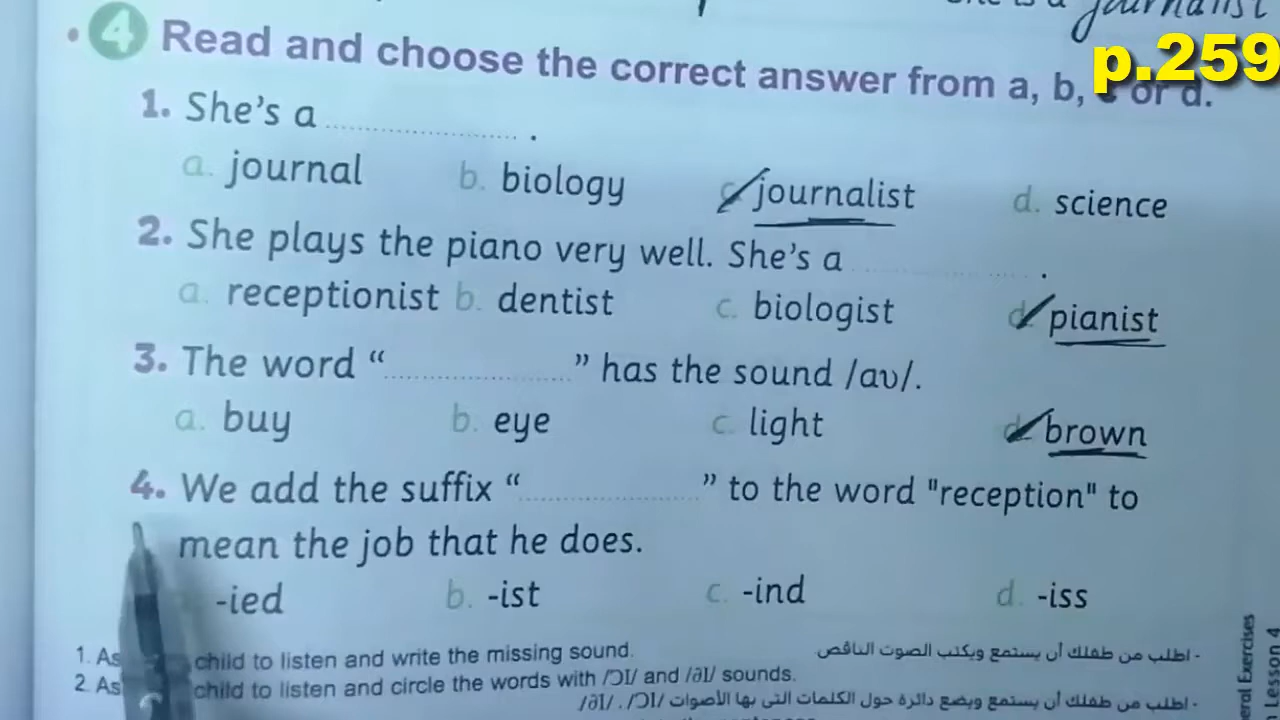 She is a journalist
p.259
4 Read and choose the correct answer from a, b, c or d.
1. She's a .................... .
a. journal b. biology c. journalist d. science
2. She plays the piano very well. She's a .................... .
a. receptionist b. dentist c. biologist d. pianist
3. The word "...................." has the sound /aʊ/.
a. buy b. eye c. light d. brown
4. We add the suffix "...................." to the word "reception" to
mean the job that he does.
-ied b. -ist c. -ind d. -iss
1. As child to listen and write the missing sound.
- اطلب من طفلك أن يستمع ويكتب الصوت الناقص.
2. As child to listen and circle the words with /ɔɪ/ and /aɪ/ sounds.
- اطلب من طفلك أن يستمع ويضع دائرة حول الكلمات التي بها الأصوات /ɔɪ/ ، /aɪ/
eral Exercises
Lesson 4